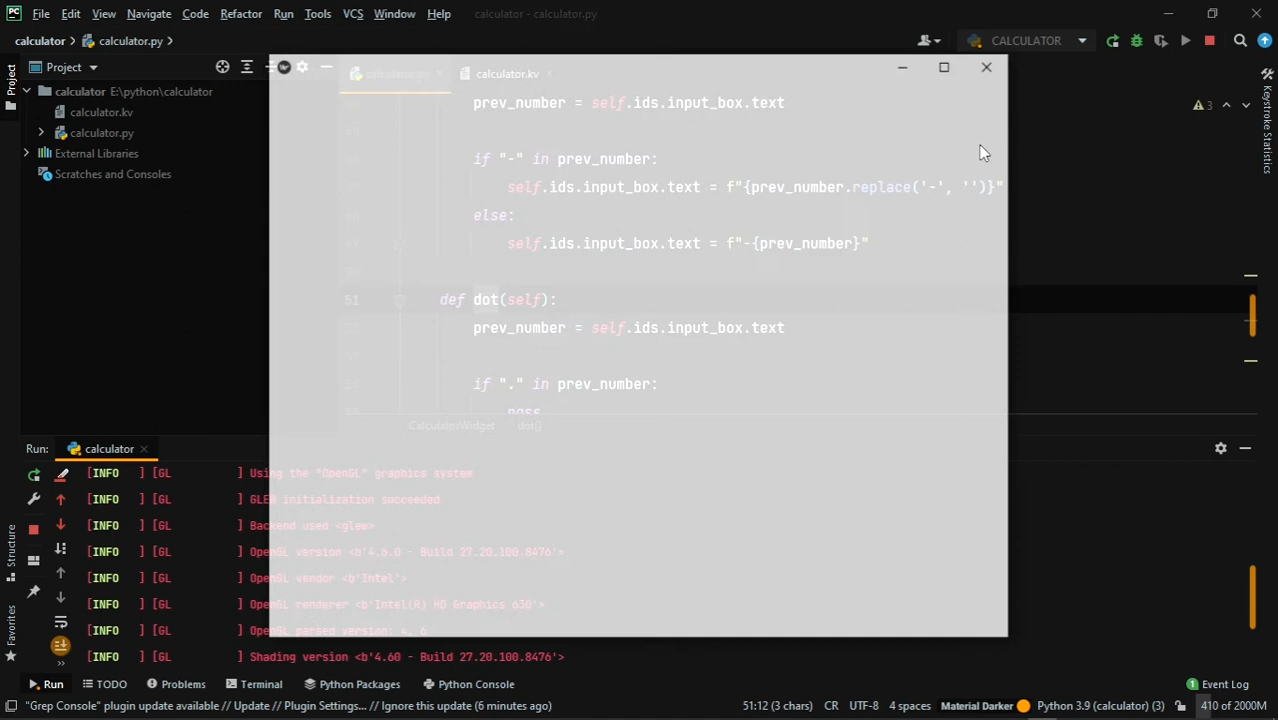 PC File Edit View Navigate Code Refactor Run Tools VCS Window Help calculator - calculator.py
calculator calculator.py CALCULATOR
Project calculator.py calculator.kv
calculator E:\python\calculator
calculator.kv
calculator.py
External Libraries
Scratches and Consoles
Project
Keystroke Statistics
3
prev_number = self.ids.input_box.text
if "-" in prev_number:
self.ids.input_box.text = f"{prev_number.replace('-', '')}"
else:
self.ids.input_box.text = f"-{prev_number}"
51 def dot(self):
prev_number = self.ids.input_box.text
if "." in prev_number:
pass
CalculatorWidget dot()
Run: calculator
[INFO ] [GL ] Using the "OpenGL" graphics system
[INFO ] [GL ] GLEW initialization succeeded
[INFO ] [GL ] Backend used <glew>
[INFO ] [GL ] OpenGL version <b'4.6.0 - Build 27.20.100.8476'>
[INFO ] [GL ] OpenGL vendor <b'Intel'>
[INFO ] [GL ] OpenGL renderer <b'Intel(R) HD Graphics 630'>
[INFO ] [GL ] OpenGL parsed version: 4, 6
[INFO ] [GL ] Shading version <b'4.60 - Build 27.20.100.8476'>
Structure
Favorites
Run TODO Problems Terminal Python Packages Python Console 1 Event Log
"Grep Console" plugin update available // Update // Plugin Settings... // Ignore this update (6 minutes ago) 51:12 (3 chars) CR UTF-8 4 spaces Material Darker Python 3.9 (calculator) (3) 410 of 2000M